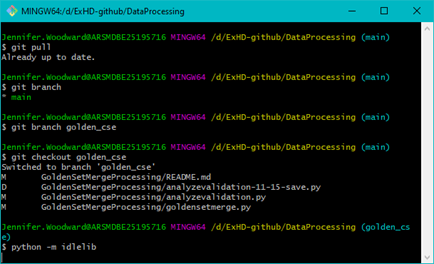 MINGW64:/d/ExHD-github/DataProcessing
Jennifer.Woodward@ARSMDBE25195716 MINGW64 /d/ExHD-github/DataProcessing (main)
$ git pull
Already up to date.
Jennifer.Woodward@ARSMDBE25195716 MINGW64 /d/ExHD-github/DataProcessing (main)
$ git branch
* main
Jennifer.Woodward@ARSMDBE25195716 MINGW64 /d/ExHD-github/DataProcessing (main)
$ git branch golden_cse
Jennifer.Woodward@ARSMDBE25195716 MINGW64 /d/ExHD-github/DataProcessing (main)
$ git checkout golden_cse
Switched to branch 'golden_cse'
M GoldenSetMergeProcessing/README.md
D GoldenSetMergeProcessing/analyzevalidation-11-15-save.py
M GoldenSetMergeProcessing/analyzevalidation.py
M GoldenSetMergeProcessing/goldensetmerge.py
Jennifer.Woodward@ARSMDBE25195716 MINGW64 /d/ExHD-github/DataProcessing (golden_cs
e)
$ python -m idlelib